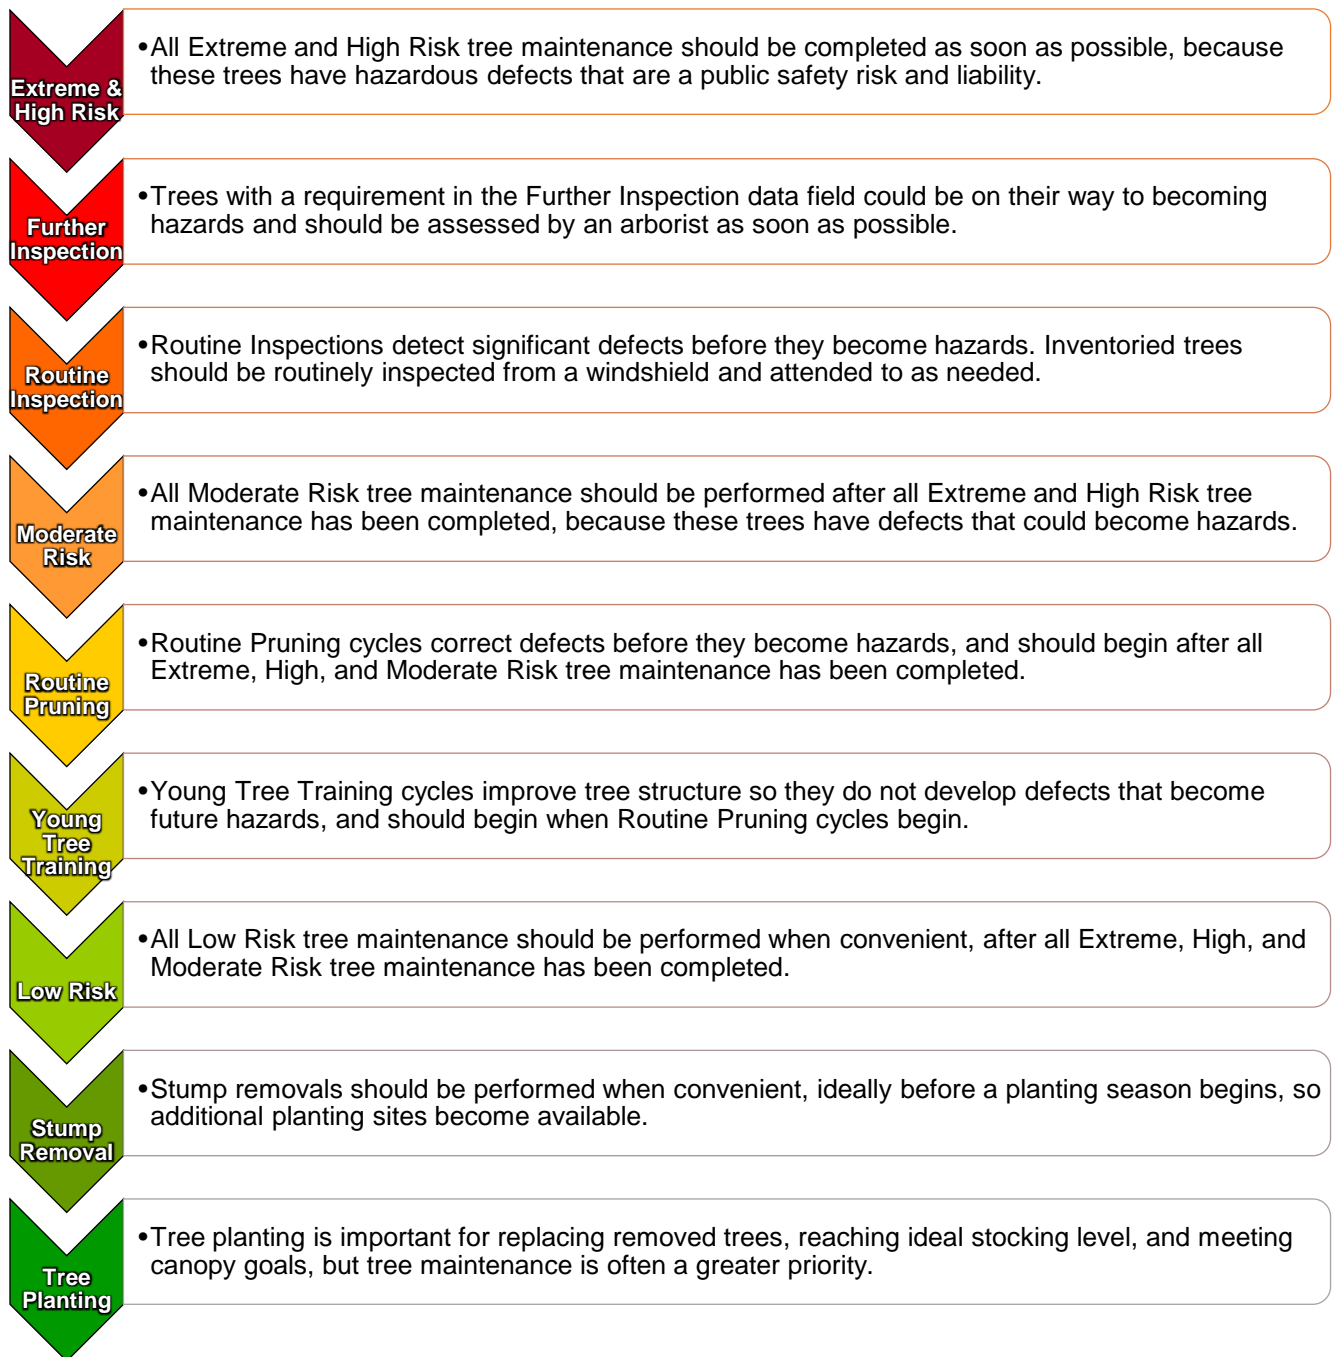 Extreme &
High Risk
•All Extreme and High Risk tree maintenance should be completed as soon as possible, because
these trees have hazardous defects that are a public safety risk and liability.
Further
Inspection
•Trees with a requirement in the Further Inspection data field could be on their way to becoming
hazards and should be assessed by an arborist as soon as possible.
Routine
Inspection
•Routine Inspections detect significant defects before they become hazards. Inventoried trees
should be routinely inspected from a windshield and attended to as needed.
Moderate
Risk
•All Moderate Risk tree maintenance should be performed after all Extreme and High Risk tree
maintenance has been completed, because these trees have defects that could become hazards.
Routine
Pruning
•Routine Pruning cycles correct defects before they become hazards, and should begin after all
Extreme, High, and Moderate Risk tree maintenance has been completed.
Young
Tree
Training
•Young Tree Training cycles improve tree structure so they do not develop defects that become
future hazards, and should begin when Routine Pruning cycles begin.
Low Risk
•All Low Risk tree maintenance should be performed when convenient, after all Extreme, High, and
Moderate Risk tree maintenance has been completed.
Stump
Removal
•Stump removals should be performed when convenient, ideally before a planting season begins, so
additional planting sites become available.
Tree
Planting
•Tree planting is important for replacing removed trees, reaching ideal stocking level, and meeting
canopy goals, but tree maintenance is often a greater priority.